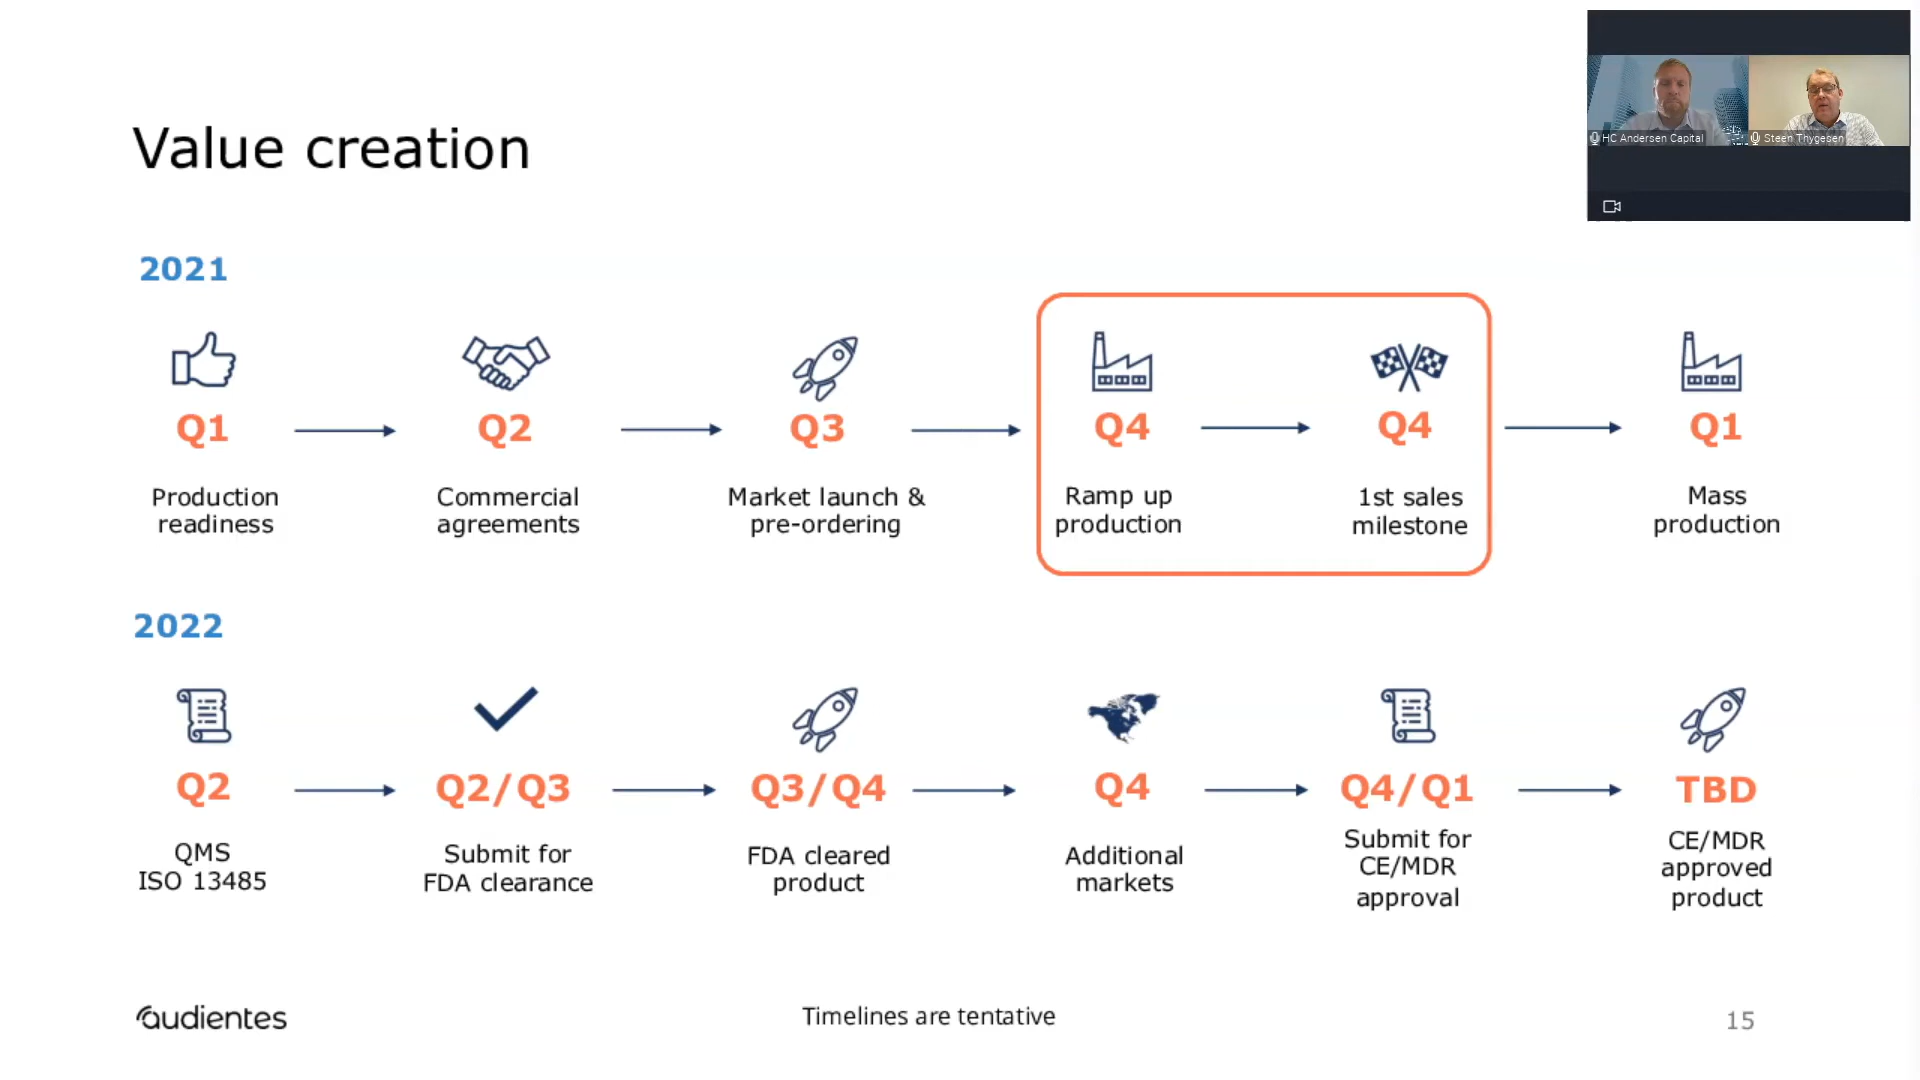 Value creation
HC Andersen Capital
Steen Thygesen
2021
Q1
Q2
Q3
Q4
Q4
Q1
Production
readiness
Commercial
agreements
Market launch &
pre-ordering
Ramp up
production
1st sales
milestone
Mass
production
2022
Q2
Q2/Q3
Q3/Q4
Q4
Q4/Q1
TBD
QMS
ISO 13485
Submit for
FDA clearance
FDA cleared
product
Additional
markets
Submit for
CE/MDR
approval
CE/MDR
approved
product
audientes
Timelines are tentative
15